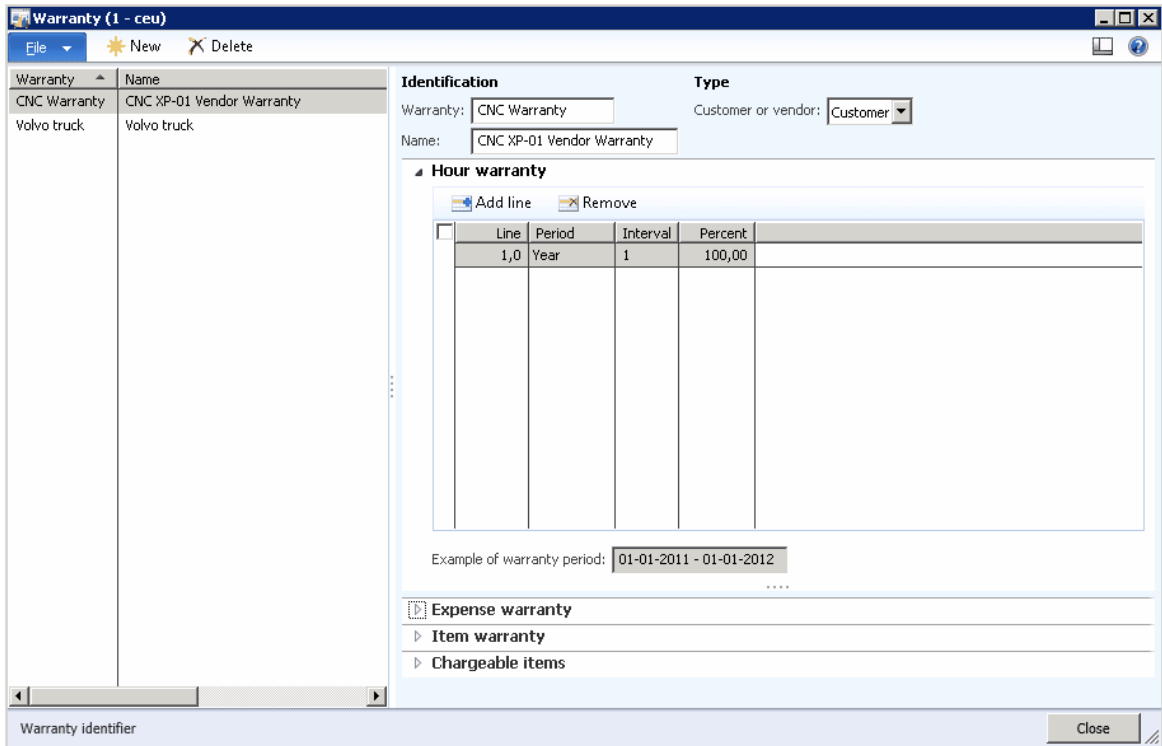 Warranty (1 - ceu)
File New Delete
Warranty Name
CNC Warranty CNC XP-01 Vendor Warranty
Volvo truck Volvo truck
Identification Type
Warranty: CNC Warranty Customer or vendor: Customer
Name: CNC XP-01 Vendor Warranty
Hour warranty
Add line Remove
Line Period Interval Percent
1,0 Year 1 100,00
Example of warranty period: 01-01-2011 - 01-01-2012
Expense warranty
Item warranty
Chargeable items
Warranty identifier Close